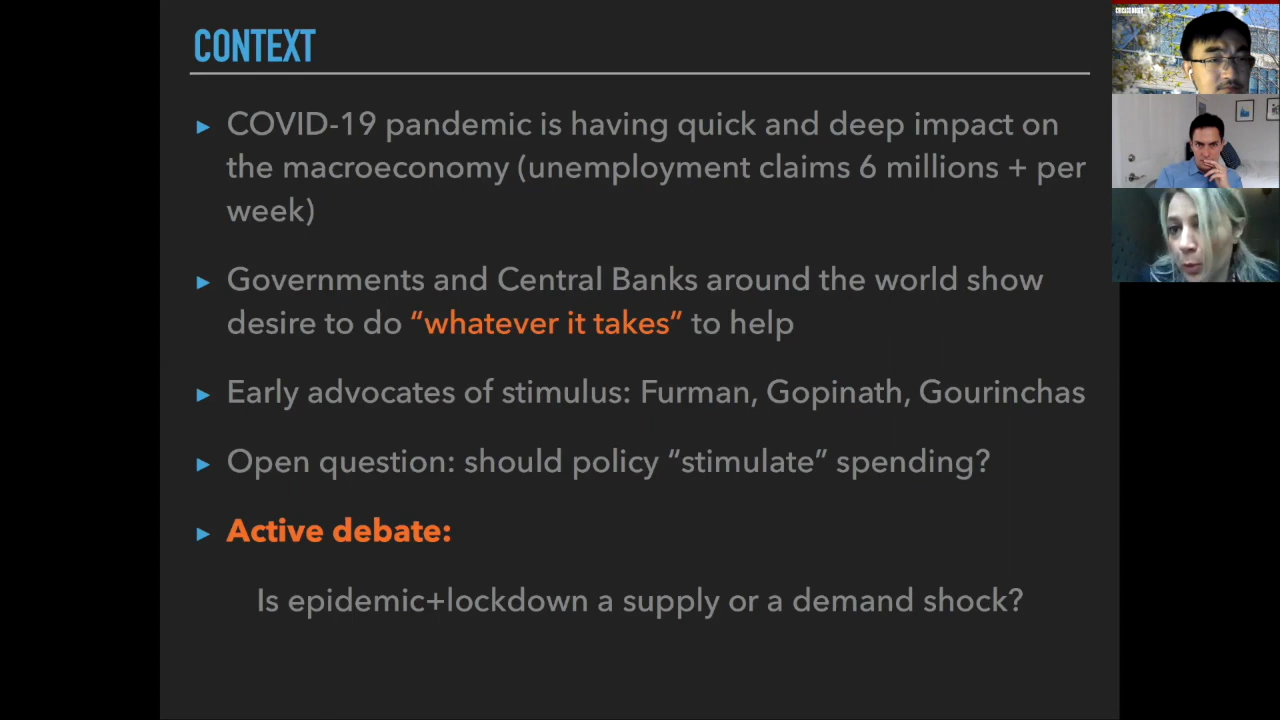 CONTEXT
▸ COVID-19 pandemic is having quick and deep impact on
the macroeconomy (unemployment claims 6 millions + per
week)
▸ Governments and Central Banks around the world show
desire to do “whatever it takes” to help
▸ Early advocates of stimulus: Furman, Gopinath, Gourinchas
▸ Open question: should policy “stimulate” spending?
▸ Active debate:
Is epidemic+lockdown a supply or a demand shock?